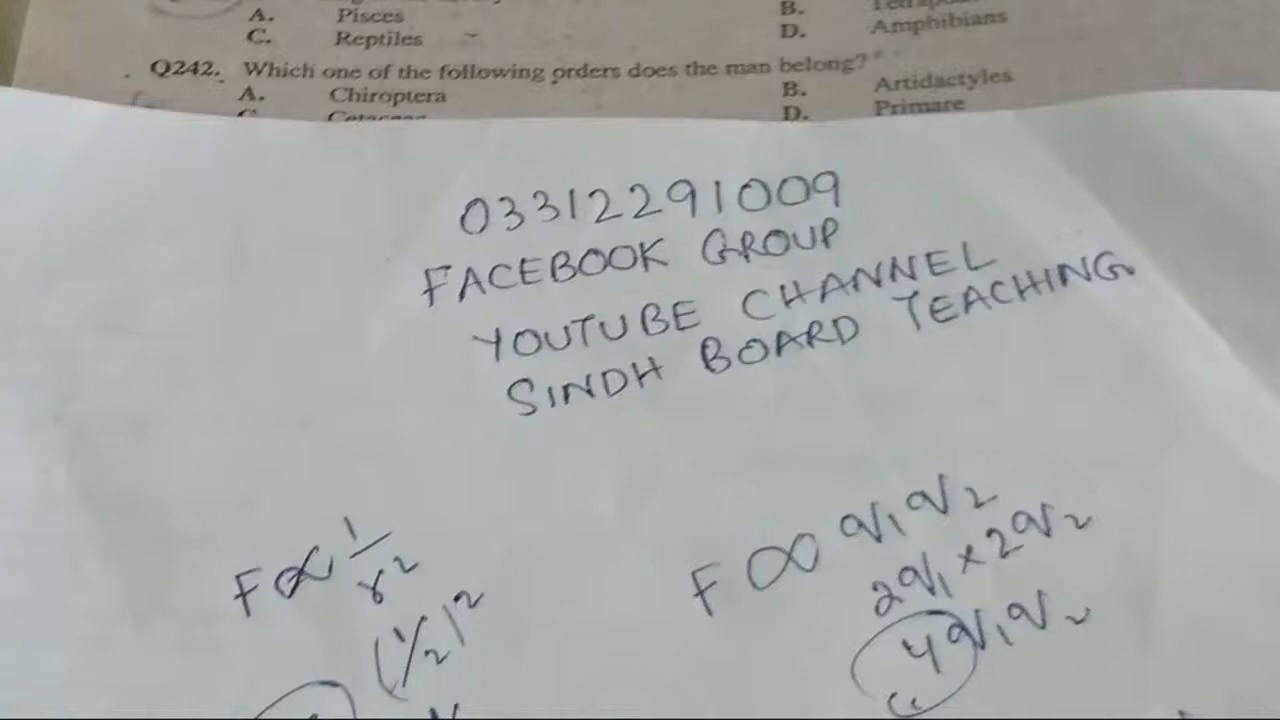 A. Pisces B.
C. Reptiles D. Amphibians
Q242. Which one of the following orders does the man belong?
A. Chiroptera B. Artidactyles
D. Primare
03312291009
FACEBOOK GROUP
YOUTUBE CHANNEL
SINDH BOARD TEACHING.
F∝ 1/r² F ∝ q₁q₂
(1/2)² 2q₁×2q₂
4q₁q₂